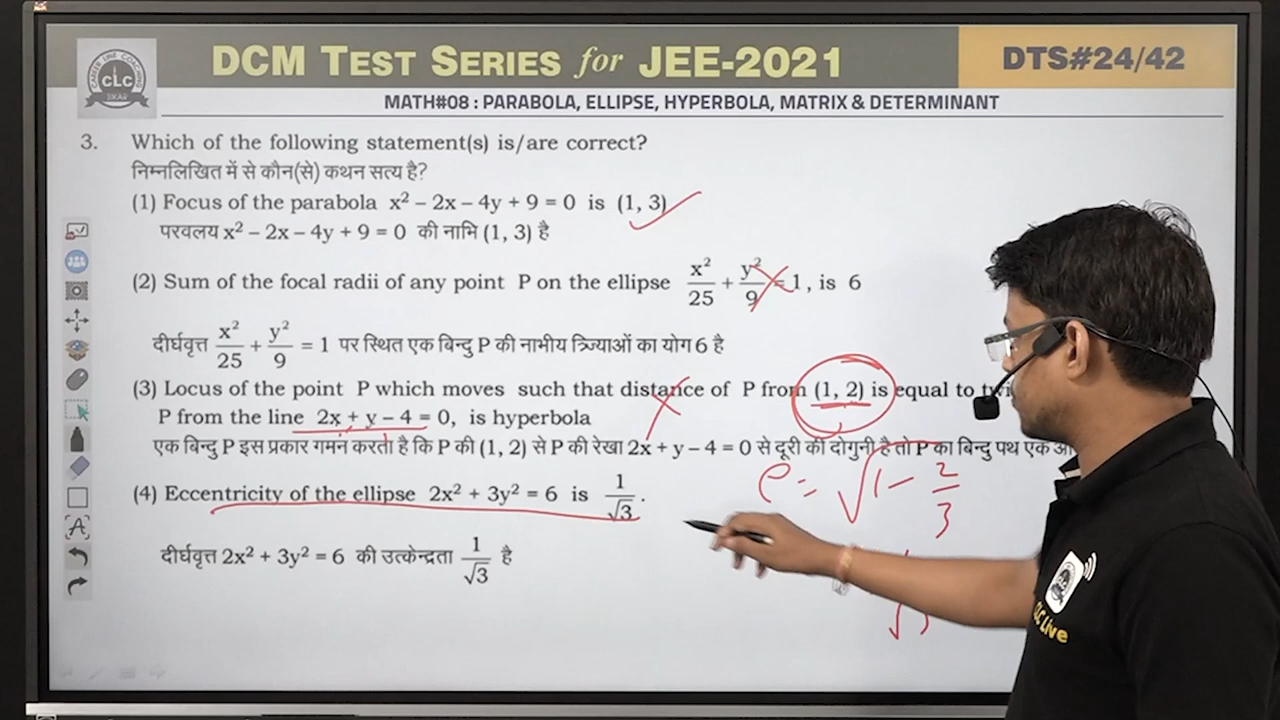 DCM TEST SERIES for JEE-2021
DTS#24/42
CLC
SIKAR
MATH#08 : PARABOLA, ELLIPSE, HYPERBOLA, MATRIX & DETERMINANT
3. Which of the following statement(s) is/are correct?
निम्नलिखित में से कौन(से) कथन सत्य है?
(1) Focus of the parabola x² – 2x – 4y + 9 = 0 is (1, 3)
परवलय x² – 2x – 4y + 9 = 0 की नाभि (1, 3) है
(2) Sum of the focal radii of any point P on the ellipse x²/25 + y²/9 = 1, is 6
दीर्घवृत्त x²/25 + y²/9 = 1 पर स्थित एक बिन्दु P की नाभीय त्रिज्याओं का योग 6 है
(3) Locus of the point P which moves such that distance of P from (1, 2) is equal to
P from the line 2x + y – 4 = 0, is hyperbola
एक बिन्दु P इस प्रकार गमन करता है कि P की (1, 2) से P की रेखा 2x + y – 4 = 0 से दूरी की दोगुनी है तो P का बिन्दु पथ एक
e = √1 – 2/3
(4) Eccentricity of the ellipse 2x² + 3y² = 6 is 1/√3 .
दीर्घवृत्त 2x² + 3y² = 6 की उत्केन्द्रता 1/√3 है
CLC Live